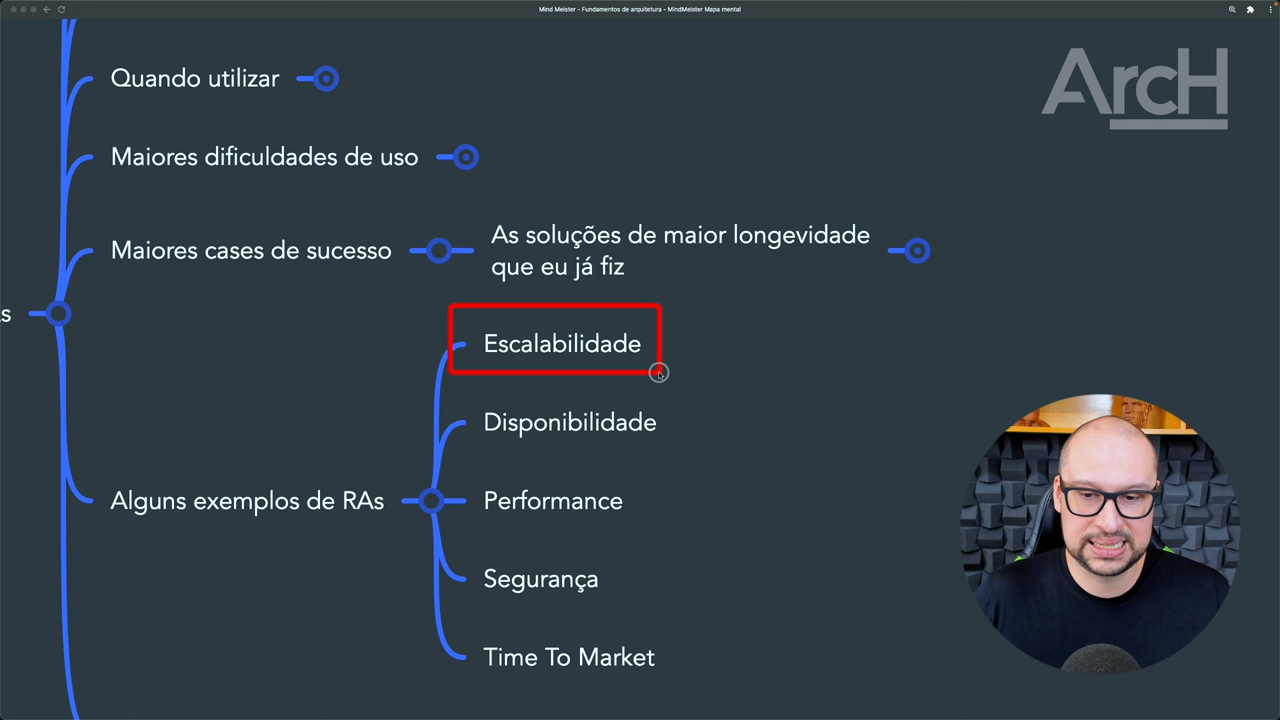 Mind Meister - Fundamentos de arquitetura - MindMeister Mapa mental
ArcH
Quando utilizar
Maiores dificuldades de uso
Maiores cases de sucesso
As soluções de maior longevidade
que eu já fiz
Escalabilidade
Disponibilidade
Alguns exemplos de RAs
Performance
Segurança
Time To Market